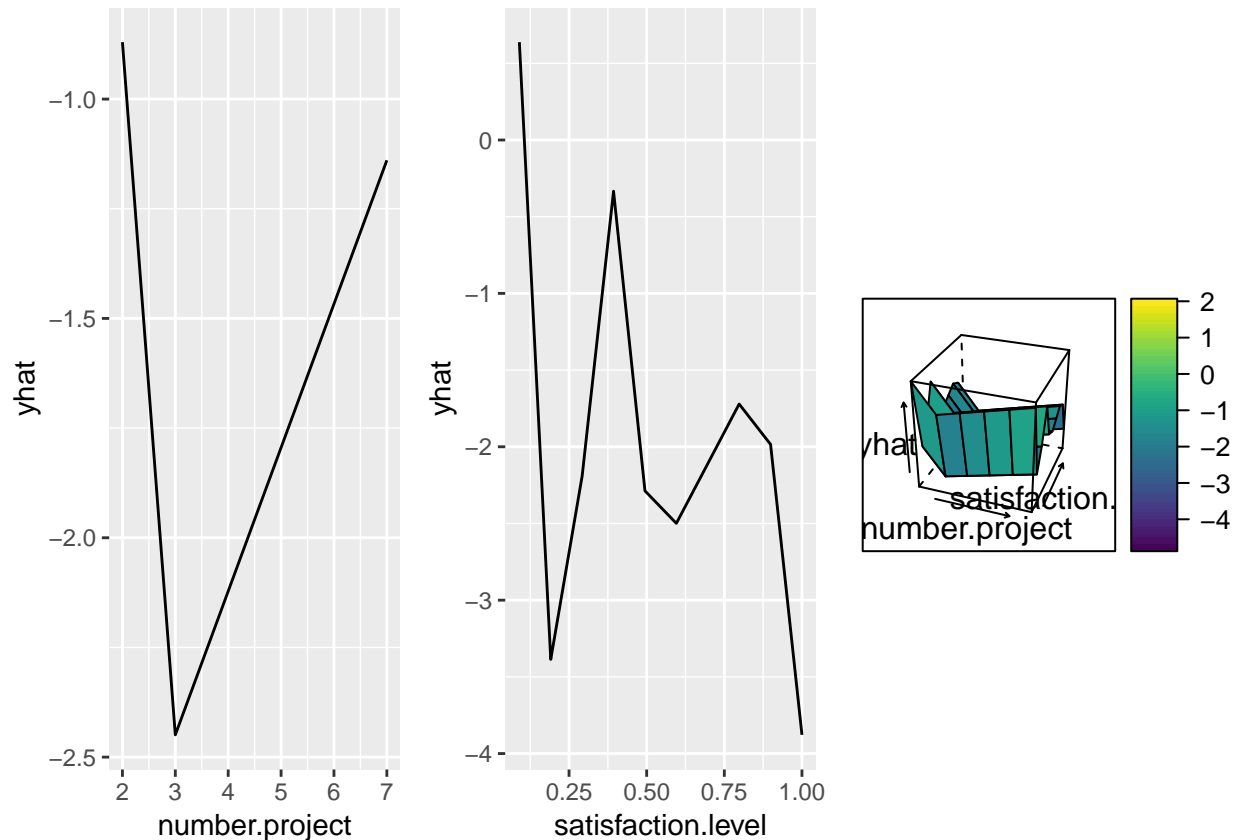 −1.0
−1.5
−2.0
−2.5
yhat
2 3 4 5 6 7
number.project
0
−1
−2
−3
−4
yhat
0.25 0.50 0.75 1.00
satisfaction.level
yhat
satisfaction.
number.project
2
1
0
−1
−2
−3
−4